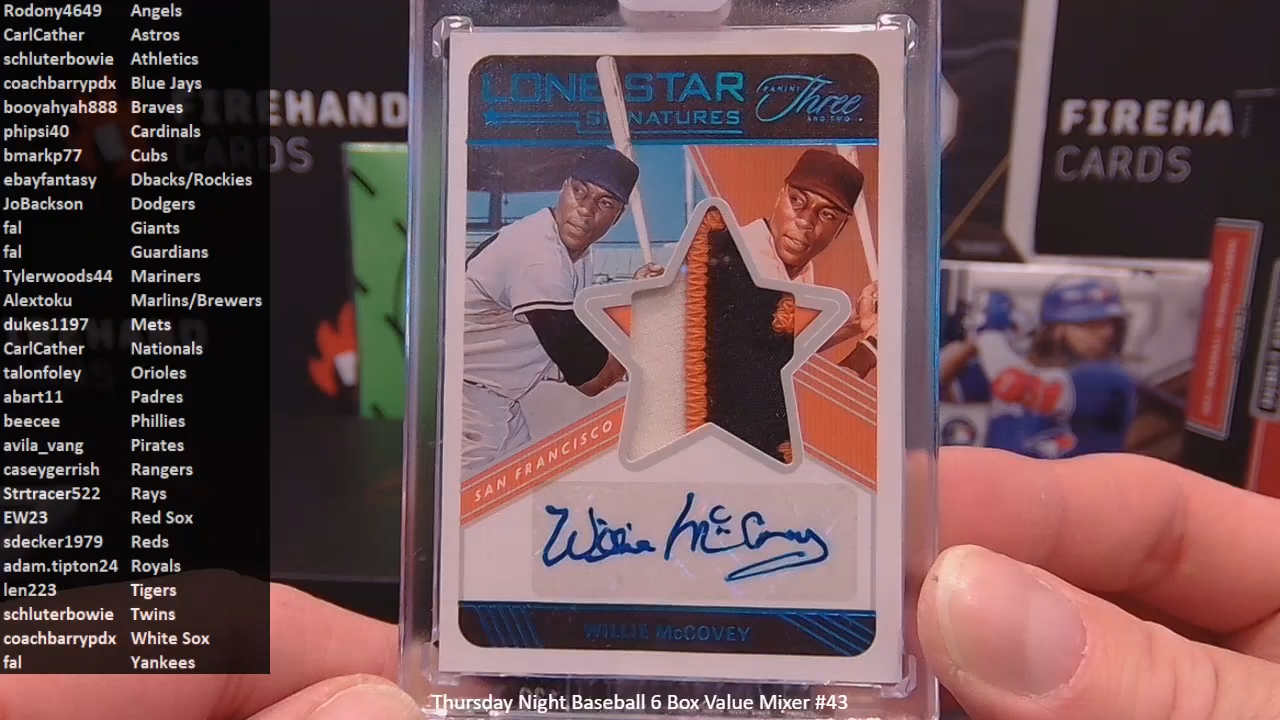 Rodony4649 Angels
CarlCather Astros
schluterbowie Athletics
coachbarrypdx Blue Jays
booyahyah888 Braves
phipsi40 Cardinals
bmarkp77 Cubs
ebayfantasy Dbacks/Rockies
JoBackson Dodgers
fal Giants
fal Guardians
Tylerwoods44 Mariners
Alextoku Marlins/Brewers
dukes1197 Mets
CarlCather Nationals
talonfoley Orioles
abart11 Padres
beecee Phillies
avila_vang Pirates
caseygerrish Rangers
Strtracer522 Rays
EW23 Red Sox
sdecker1979 Reds
adam.tipton24 Royals
len223 Tigers
schluterbowie Twins
coachbarrypdx White Sox
fal Yankees
FIREHAND
CARDS
LONE STAR
SIGNATURES
PANINI
Three
AND TWO
SAN FRANCISCO
Willie McCovey
WILLIE McCOVEY
FIREHA
CARDS
Thursday Night Baseball 6 Box Value Mixer #43